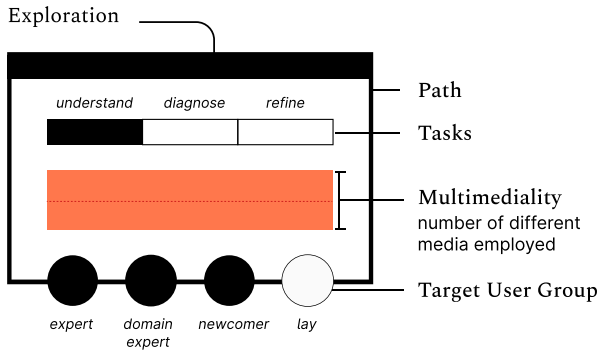 Exploration
understand diagnose refine
Path
Tasks
Multimediality
number of different
media employed
Target User Group
expert domain newcomer lay
expert